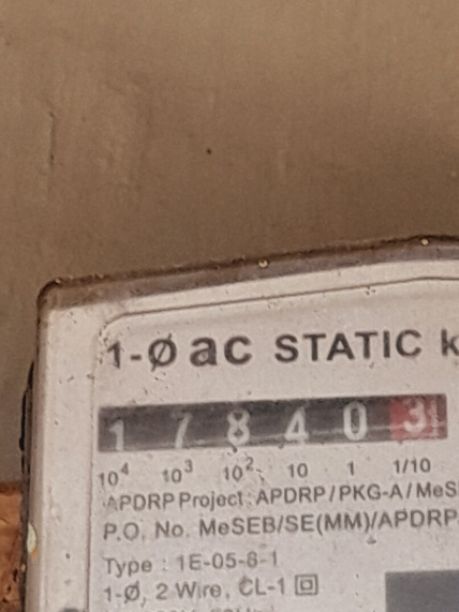 1-Ø ac STATIC k
1 7 8 4 0 3
10⁴ 10³ 10² 10 1 1/10
APDRP Project : APDRP/PKG-A/MeS
P.O. No. MeSEB/SE(MM)/APDRP
Type : 1E-05-8-1
1-Ø, 2 Wire, CL-1